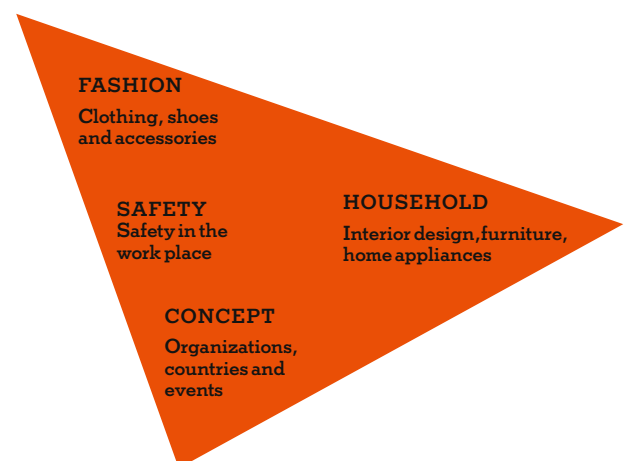 FASHION
Clothing, shoes
and accessories
SAFETY
Safety in the
work place
HOUSEHOLD
Interior design, furniture,
home appliances
CONCEPT
Organizations,
countries and
events